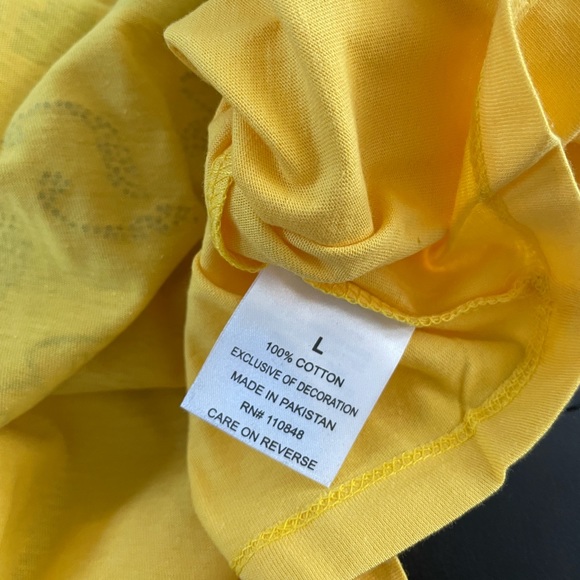 L
100% COTTON
EXCLUSIVE OF DECORATION
MADE IN PAKISTAN
RN# 110848
CARE ON REVERSE